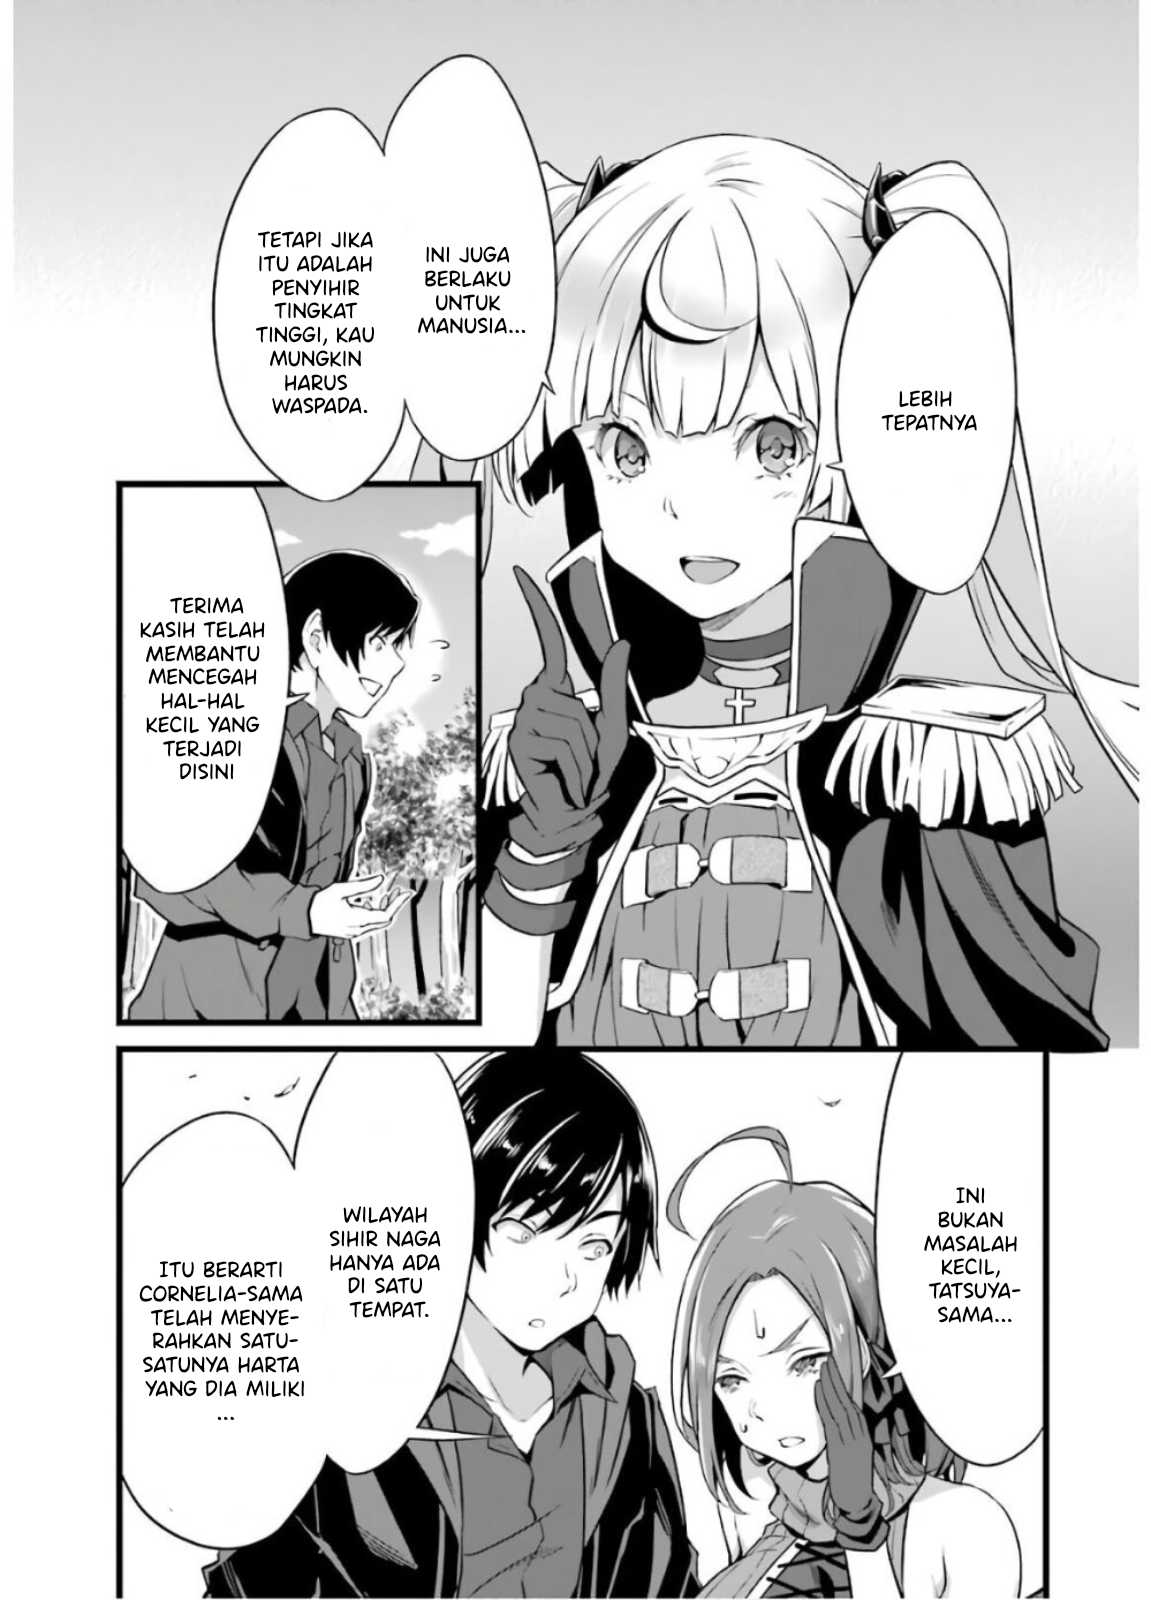 LEBIH
TEPATNYA
INI JUGA
BERLAKU
UNTUK
MANUSIA...
TETAPI JIKA
ITU ADALAH
PENYIHIR
TINGKAT
TINGGI, KAU
MUNGKIN
HARUS
WASPADA.
TERIMA
KASIH TELAH
MEMBANTU
MENCEGAH
HAL-HAL
KECIL YANG
TERJADI
DISINI
INI
BUKAN
MASALAH
KECIL,
TATSUYA-
SAMA...
WILAYAH
SIHIR NAGA
HANYA ADA
DI SATU
TEMPAT.
ITU BERARTI
CORNELIA-SAMA
TELAH MENYE-
RAHKAN SATU-
SATUNYA HARTA
YANG DIA MILIKI
...